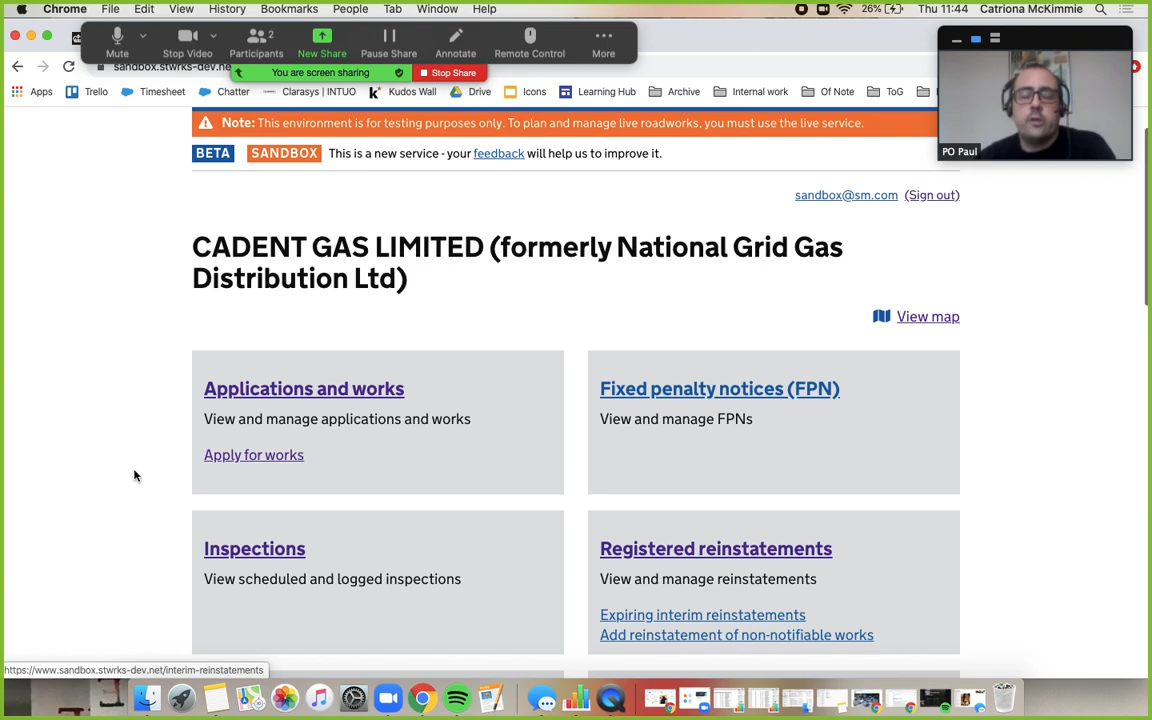 Chrome File Edit View History Bookmarks People Tab Window Help 26% Thu 11:44 Catriona McKimmie
Mute Stop Video Participants 2 New Share Pause Share Annotate Remote Control More
sandbox.stwrks-dev.ne
You are screen sharing Stop Share
Apps Trello Timesheet Chatter Clarasys | INTUO Kudos Wall Drive Icons Learning Hub Archive Internal work Of Note ToG
PO Paul
Note: This environment is for testing purposes only. To plan and manage live roadworks, you must use the live service.
BETA SANDBOX This is a new service - your feedback will help us to improve it.
sandbox@sm.com (Sign out)
CADENT GAS LIMITED (formerly National Grid Gas
Distribution Ltd)
View map
Applications and works
View and manage applications and works
Apply for works
Fixed penalty notices (FPN)
View and manage FPNs
Inspections
View scheduled and logged inspections
Registered reinstatements
View and manage reinstatements
Expiring interim reinstatements
Add reinstatement of non-notifiable works
https://www.sandbox.stwrks-dev.net/interim-reinstatements